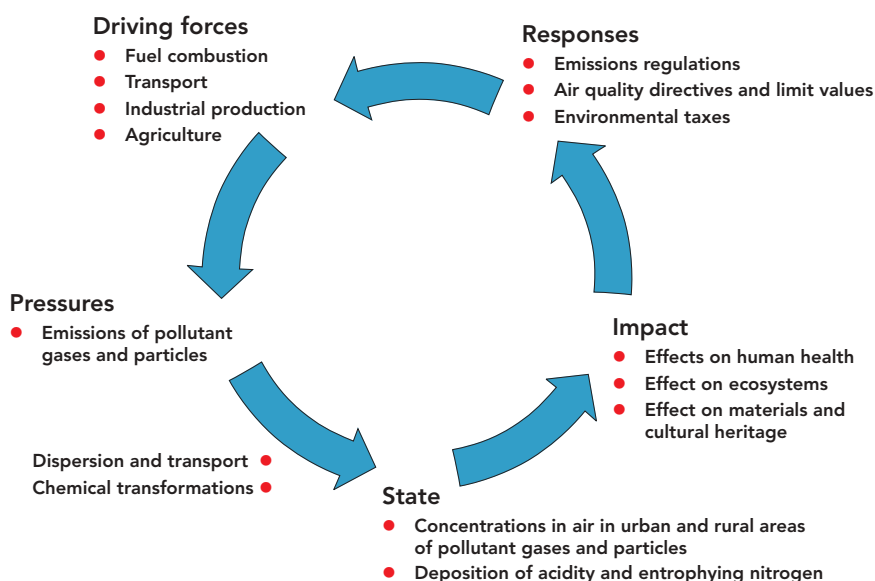 Driving forces
Fuel combustion
Transport
Industrial production
Agriculture
Responses
Emissions regulations
Air quality directives and limit values
Environmental taxes
Pressures
Emissions of pollutant
gases and particles
Impact
Effects on human health
Effect on ecosystems
Effect on materials and
cultural heritage
Dispersion and transport
Chemical transformations
State
Concentrations in air in urban and rural areas
of pollutant gases and particles
Deposition of acidity and entrophying nitrogen